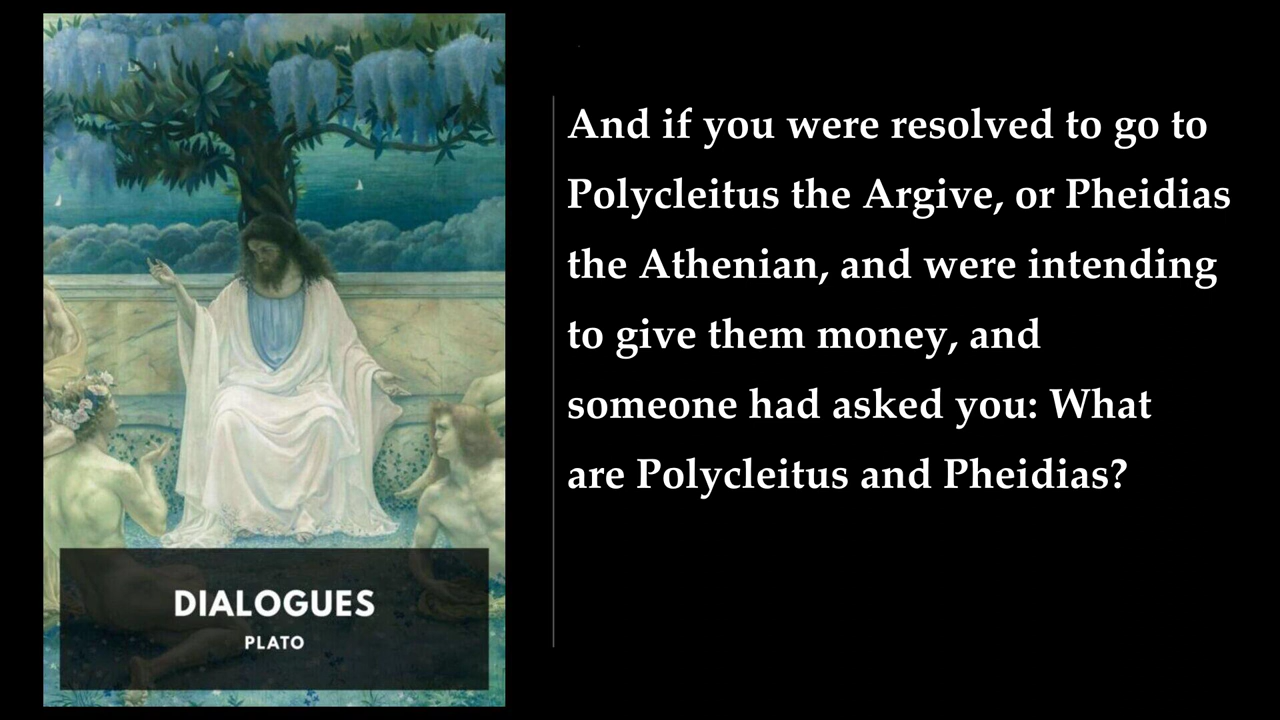 And if you were resolved to go to
Polycleitus the Argive, or Pheidias
the Athenian, and were intending
to give them money, and
someone had asked you: What
are Polycleitus and Pheidias?
DIALOGUES
PLATO